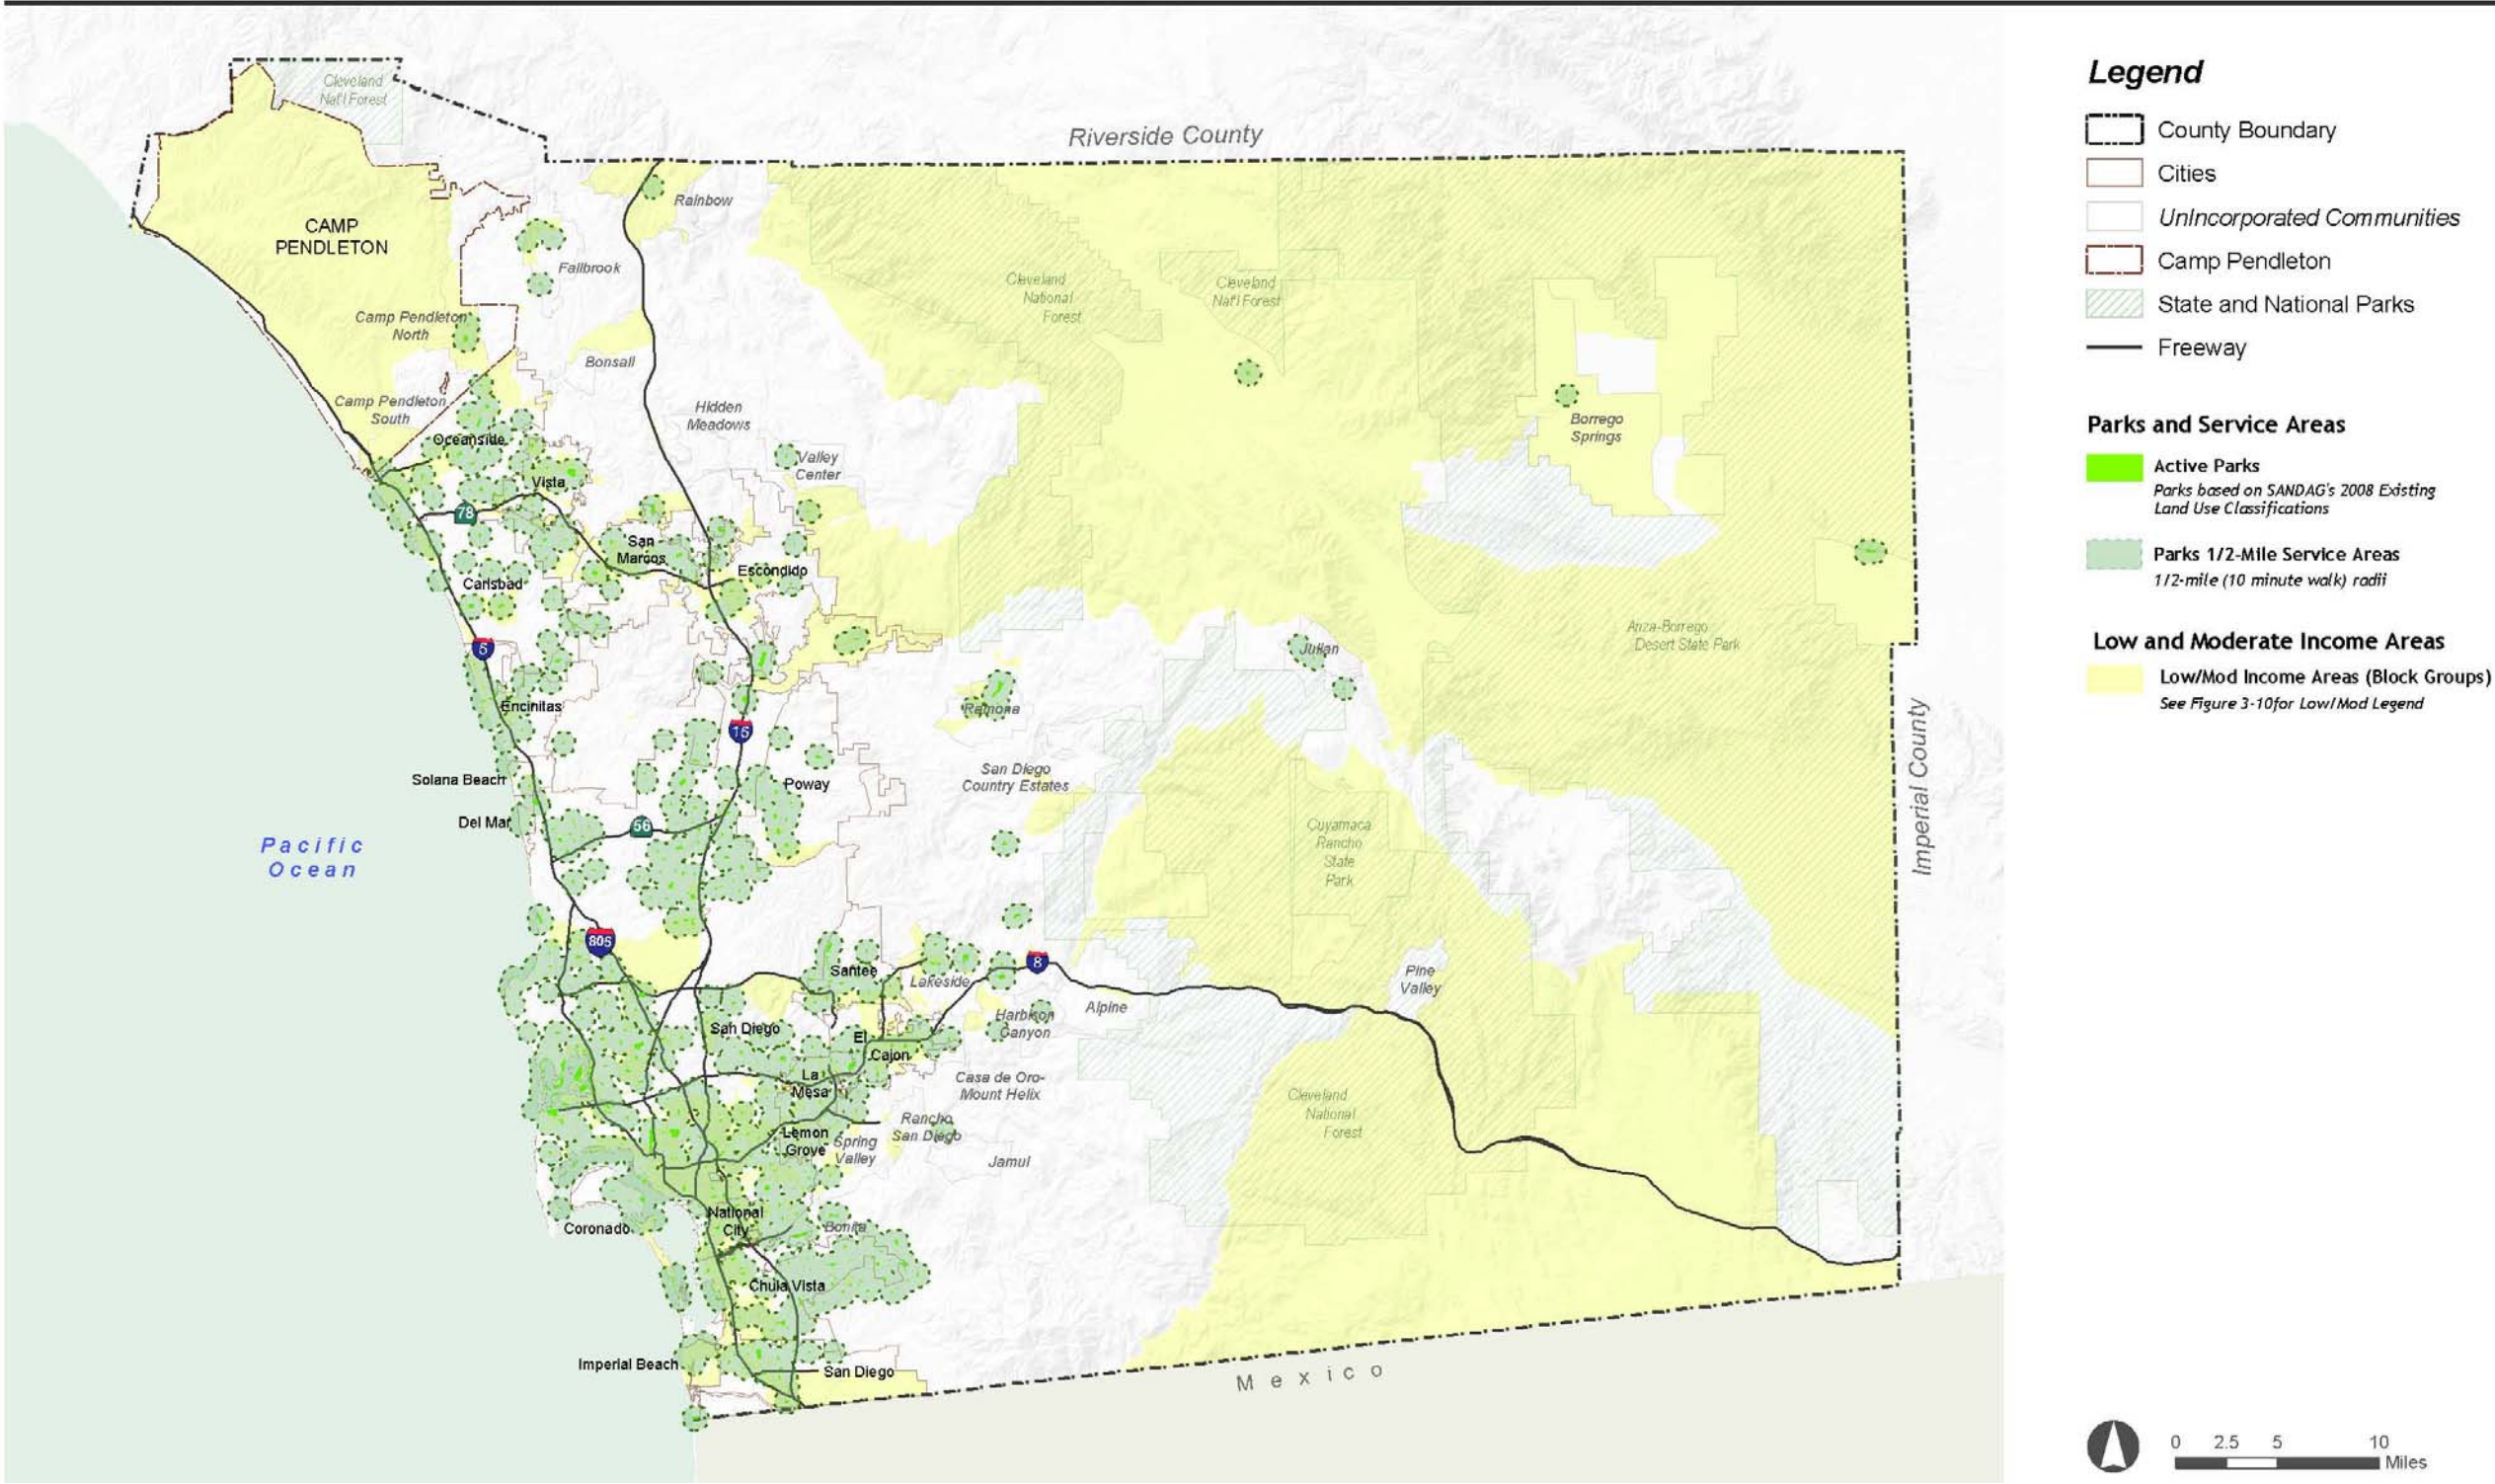 Cleveland
Nat'l Forest
Riverside County
Rainbow
CAMP
PENDLETON
Fallbrook
Cleveland
National
Forest
Cleveland
Nat'l Forest
Camp Pendleton
North
Bonsall
Camp Pendleton
South
Hidden
Meadows
Borrego
Springs
Oceanside
Valley
Center
Vista
78
San
Marcos
Escondido
Carlsbad
5
Anza-Borrego
Desert State Park
Julian
Encinitas
Ramona
15
Solana Beach
Poway
San Diego
Country Estates
Imperial County
Del Mar
56
Pacific
Ocean
Cuyamaca
Rancho
State
Park
805
Santee
Lakeside
8
Pine
Valley
Alpine
Harbison
Canyon
San Diego
El
Cajon
La
Mesa
Casa de Oro-
Mount Helix
Cleveland
National
Forest
Rancho
San Diego
Lemon
Grove
Spring
Valley
Jamul
National
City
Bonita
Coronado
Chula Vista
Imperial Beach
San Diego
Mexico
Legend
County Boundary
Cities
UnIncorporated Communities
Camp Pendleton
State and National Parks
Freeway
Parks and Service Areas
Active Parks
Parks based on SANDAG's 2008 Existing
Land Use Classifications
Parks 1/2-Mile Service Areas
1/2-mile (10 minute walk) radii
Low and Moderate Income Areas
Low/Mod Income Areas (Block Groups)
See Figure 3-10for Low/Mod Legend
0 2.5 5 10
Miles